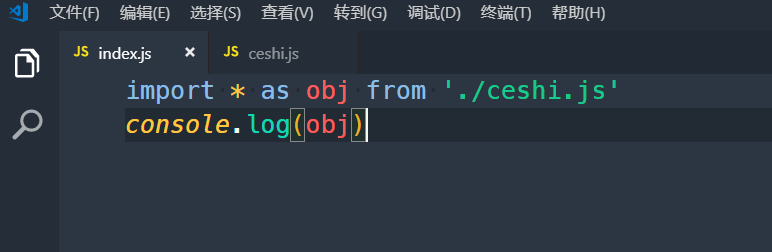 文件(F) 编辑(E) 选择(S) 查看(V) 转到(G) 调试(D) 终端(T) 帮助(H)
JS index.js × JS ceshi.js
import * as obj from './ceshi.js'
console.log(obj)